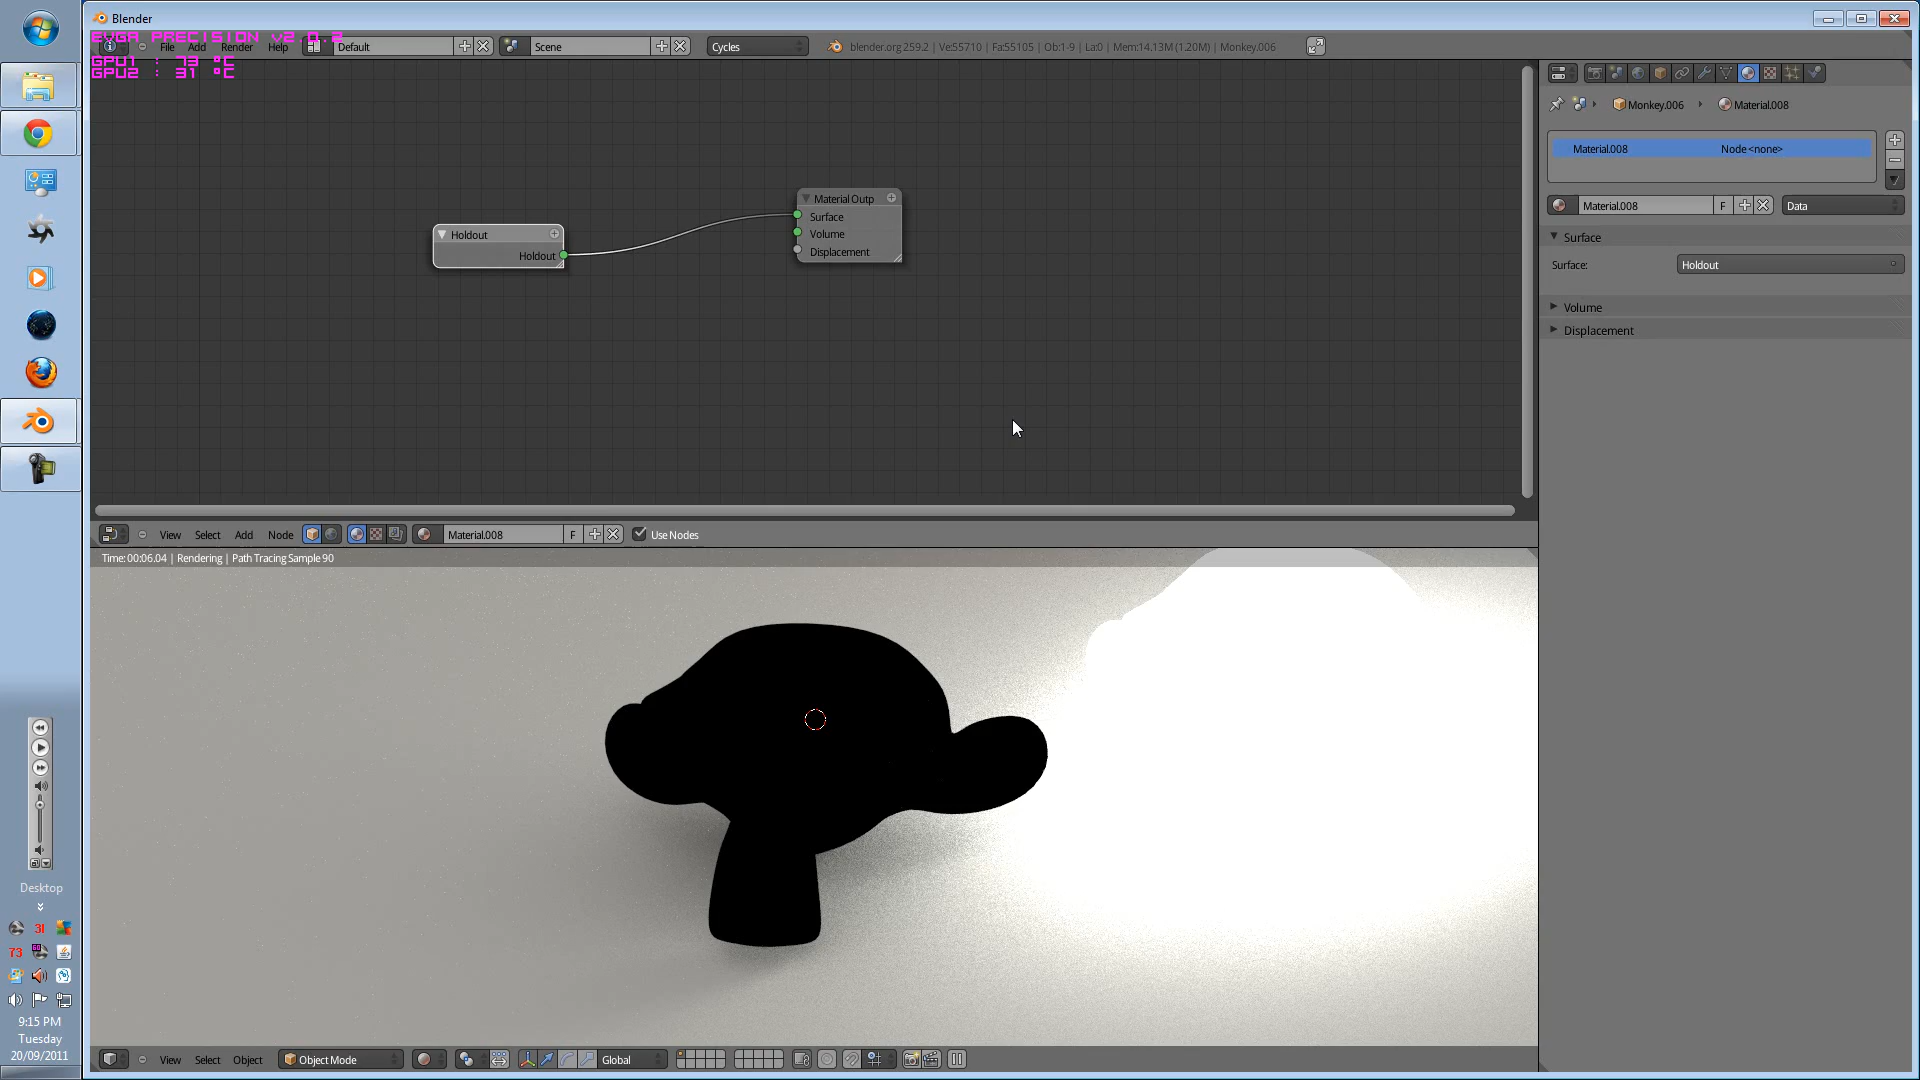 Blender
EVGA PRECISION v2.0.2
File Add Render Help Default Scene Cycles blender.org 259.2 | Ve:55710 | Fa:55105 | Ob:1-9 | La:0 | Mem:14.13M (1.20M) | Monkey.006
GPU1 : 73 °C
GPU2 : 31 °C
Monkey.006 Material.008
Material.008 Node <none>
Material.008 F Data
Surface
Surface: Holdout
Volume
Displacement
Holdout
Holdout
Material Outp
Surface
Volume
Displacement
View Select Add Node Material.008 F Use Nodes
Time:00:06.04 | Rendering | Path Tracing Sample 90
View Select Object Object Mode Global
Desktop
31
73
9:15 PM
Tuesday
20/09/2011